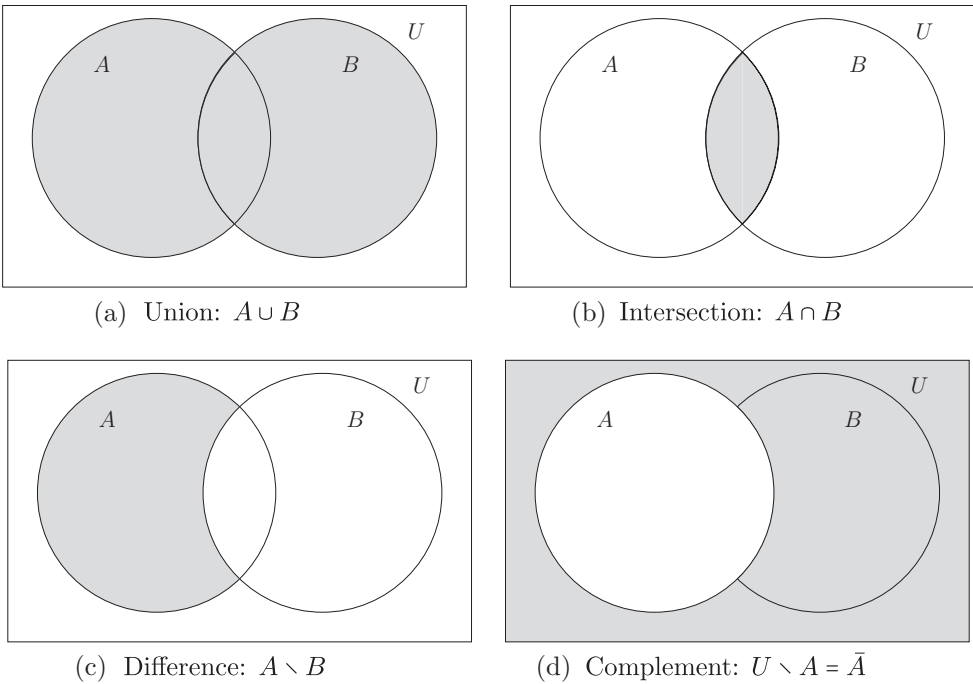 A B U
(a) Union: A ∪ B
A B U
(b) Intersection: A ∩ B
A B U
(c) Difference: A ∖ B
A B U
(d) Complement: U ∖ A = Ā